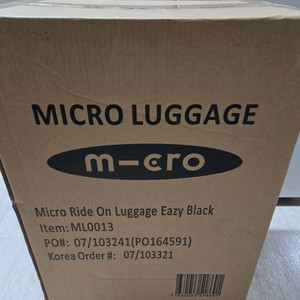 MICRO LUGGAGE
m-cro
Micro Ride On Luggage Eazy Black
Item: ML0013
PO#: 07/103241(PO164591)
Korea Order #: 07/103321